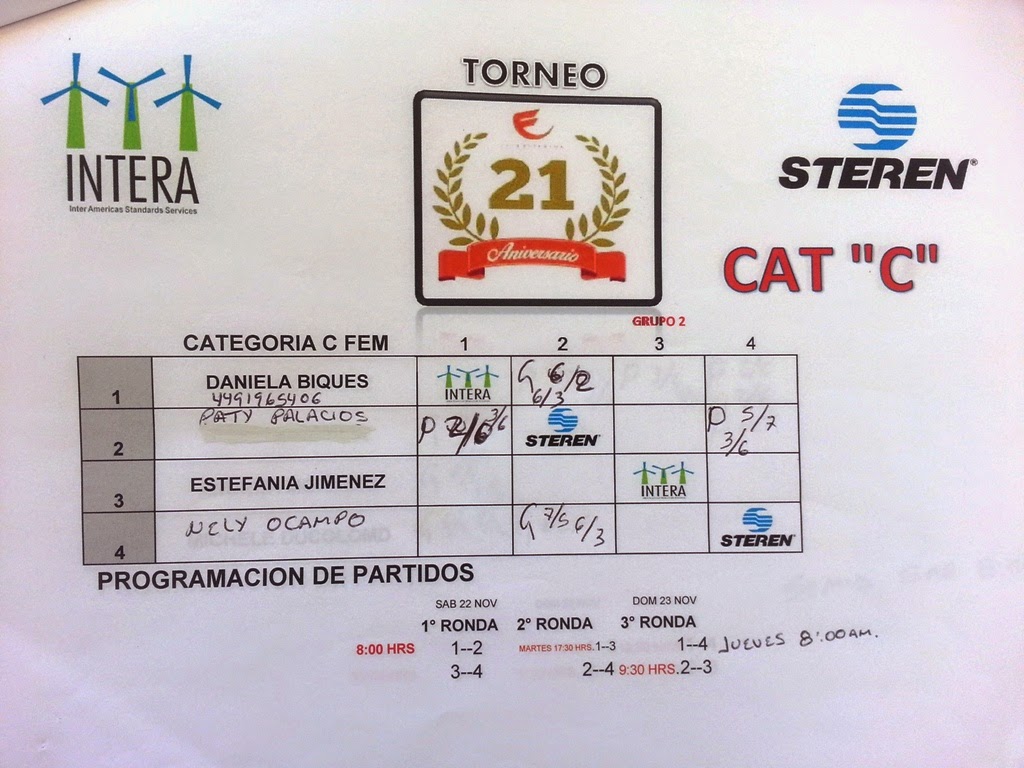 TORNEO
INTERA
Inter Americas Standards Services
21
Aniversario
STEREN®
CAT "C"
GRUPO 2
CATEGORIA C FEM 1 2 3 4
1 DANIELA BIQUES INTERA G 6/2
4491965406 6/3
2 PATY PALACIOS P 2/6 3/6 STEREN P 5/7
3/6
3 ESTEFANIA JIMENEZ INTERA
4 NELY OCAMPO G 7/5 6/3 STEREN
PROGRAMACION DE PARTIDOS
SAB 22 NOV DOM 23 NOV
1° RONDA 2° RONDA 3° RONDA
8:00 HRS 1--2 MARTES 17:30 HRS. 1--3 1--4 JUEVES 8:00AM.
3--4 2--4 9:30 HRS. 2--3